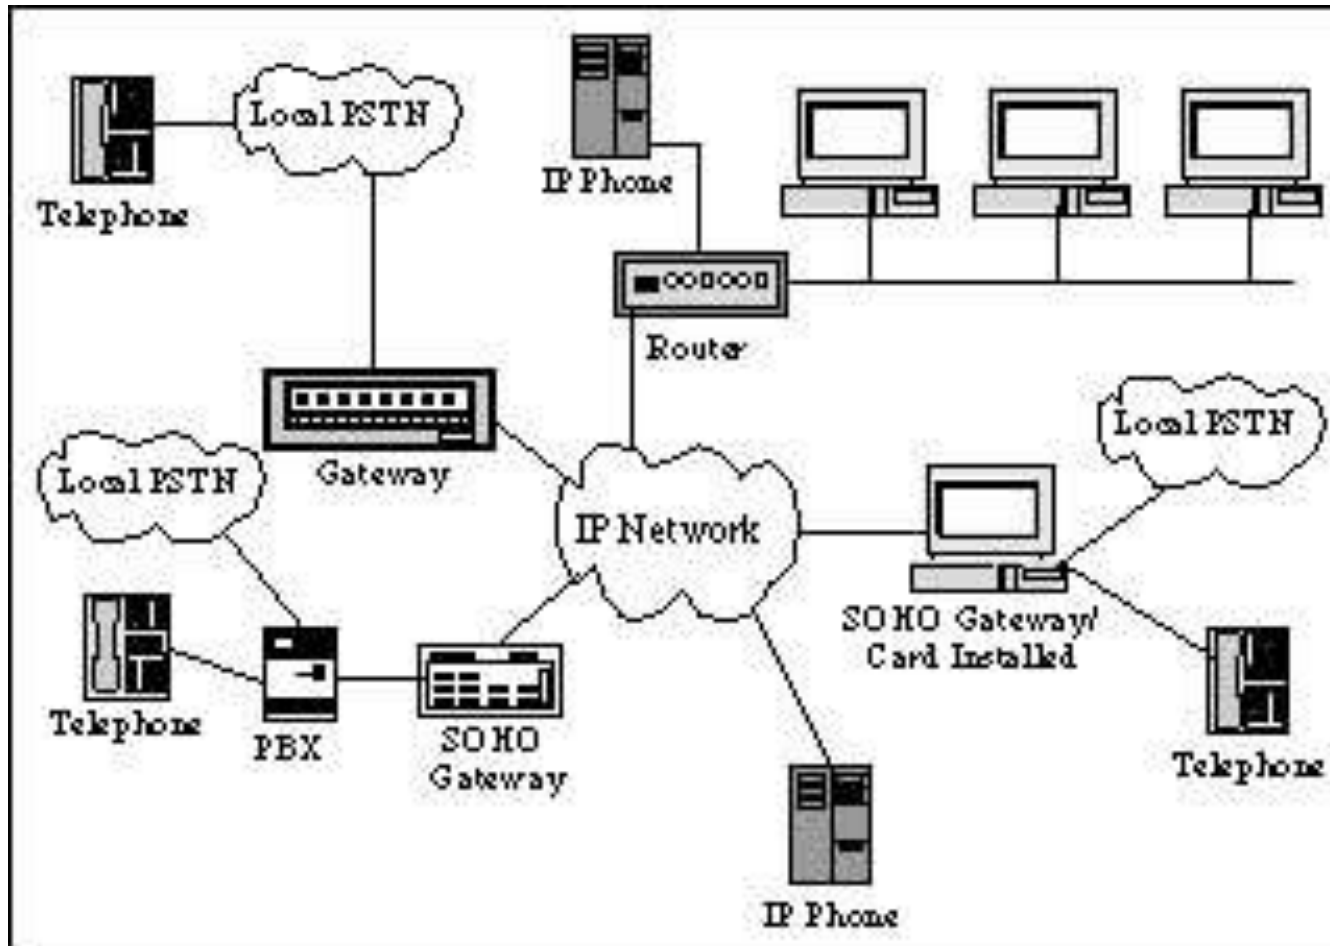 Local PSTN
Telephone
IP Phone
Router
Gateway
Local PSTN
Local PSTN
IP Network
SOHO Gateway/
Card Installed
Telephone
PBX
SOHO
Gateway
Telephone
IP Phone